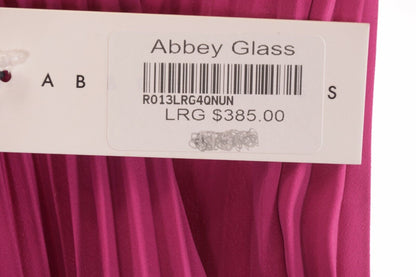 Abbey Glass
A B S
R013LRG4QNUN
LRG $385.00